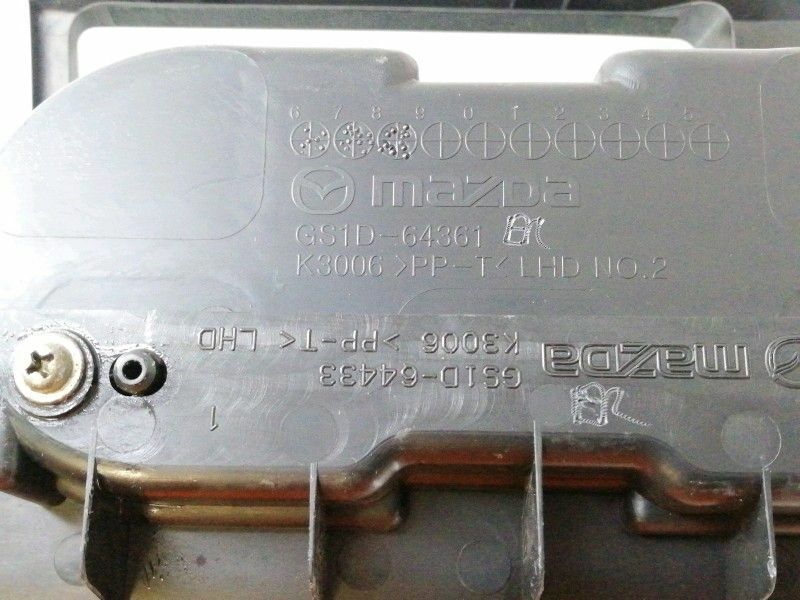 6 7 8 9 0 1 2 3 4 5
mazda
GS1D-64361
K3006 >PP-T< LHD NO.2
mazda
GS1D-64433
K3006 >PP-T< LHD
1